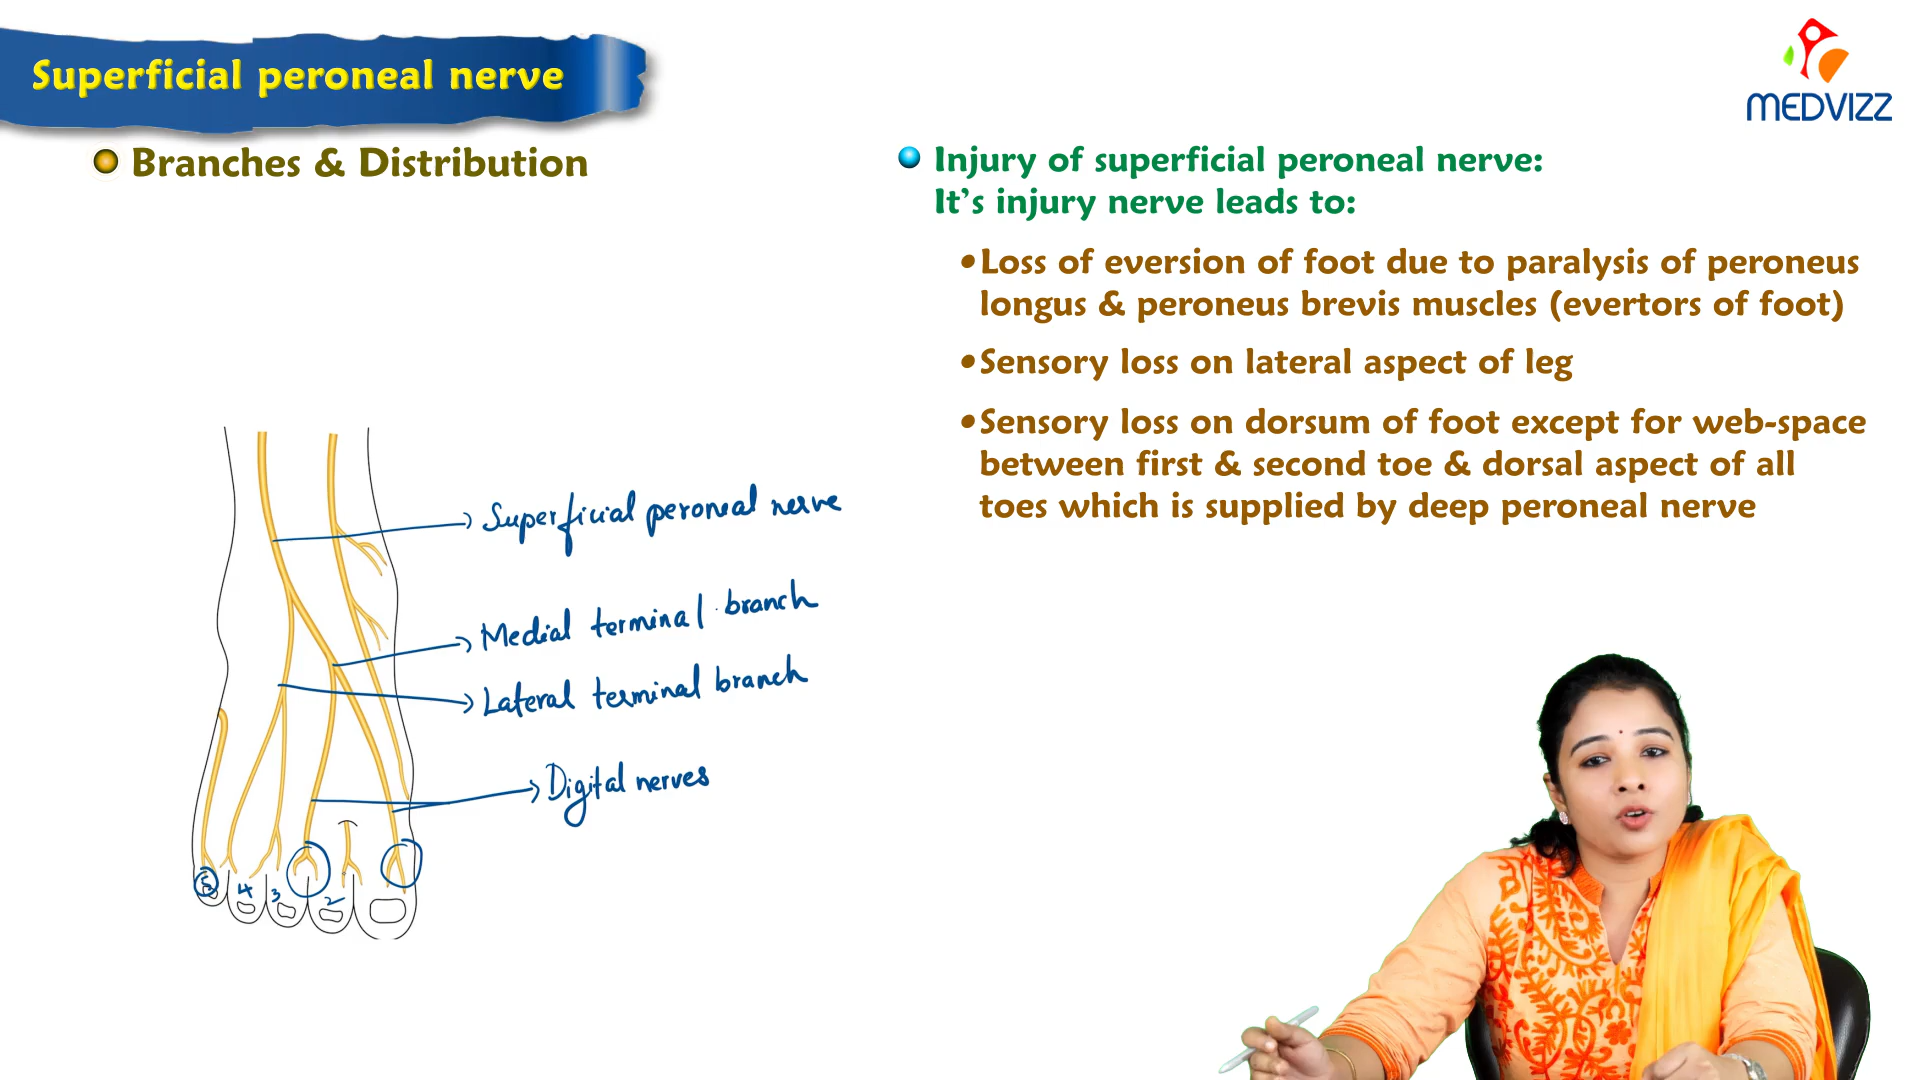 Superficial peroneal nerve
MEDVIZZ
Branches & Distribution
Superficial peroneal nerve
Medial terminal branch
Lateral terminal branch
Digital nerves
5
4
3
2
Injury of superficial peroneal nerve:
It's injury nerve leads to:
•Loss of eversion of foot due to paralysis of peroneus
longus & peroneus brevis muscles (evertors of foot)
•Sensory loss on lateral aspect of leg
•Sensory loss on dorsum of foot except for web-space
between first & second toe & dorsal aspect of all
toes which is supplied by deep peroneal nerve